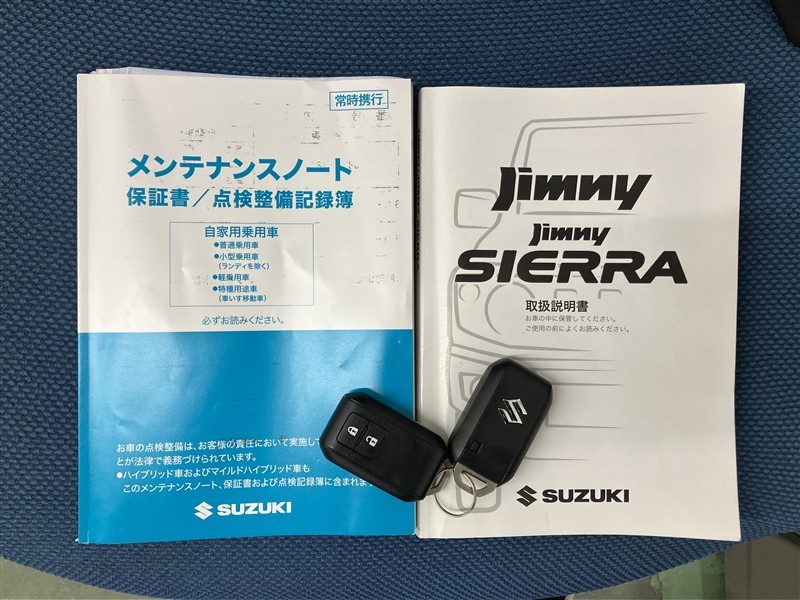 常時携行
メンテナンスノート
保証書/点検整備記録簿
自家用乗用車
●普通乗用車
●小型乗用車
(ランディを除く)
●軽乗用車
●特種用途車
(車いす移動車)
必ずお読みください。
お車の点検整備は、お客様の責任において実施し
とが法律で義務づけられています。
●ハイブリッド車およびマイルドハイブリッド車も
このメンテナンスノート、保証書および点検記録簿に含まれま
SUZUKI
Jimny
Jimny
SIERRA
取扱説明書
お車の中に保管してください。
ご使用の前によくお読みください。
SUZUKI